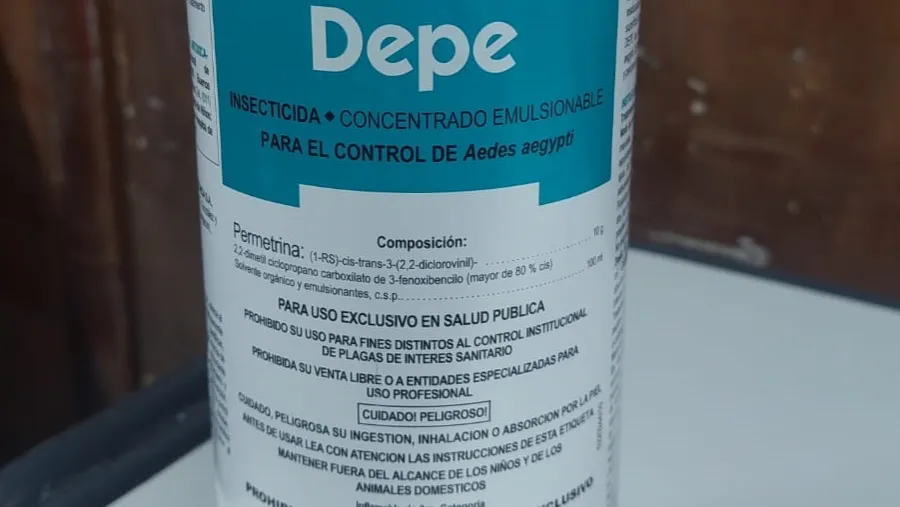 Depe
INSECTICIDA ◆ CONCENTRADO EMULSIONABLE
PARA EL CONTROL DE Aedes aegypti
Composición:
Permetrina: (1-RS)-cis-trans-3-(2,2-diclorovinil)-
2,2-dimetil ciclopropano carboxilato de 3-fenoxibencilo (mayor de 80 % cis) 10 g
Solvente orgánico y emulsionantes, c.s.p. 100 ml
PARA USO EXCLUSIVO EN SALUD PUBLICA
PROHIBIDO SU USO PARA FINES DISTINTOS AL CONTROL INSTITUCIONAL
DE PLAGAS DE INTERES SANITARIO
PROHIBIDA SU VENTA LIBRE O A ENTIDADES ESPECIALIZADAS PARA
USO PROFESIONAL
CUIDADO! PELIGROSO!
CUIDADO, PELIGROSA SU INGESTION, INHALACION O ABSORCION POR LA PIEL
ANTES DE USAR LEA CON ATENCION LAS INSTRUCCIONES DE ESTA ETIQUETA
MANTENER FUERA DEL ALCANCE DE LOS NIÑOS Y DE LOS
ANIMALES DOMESTICOS